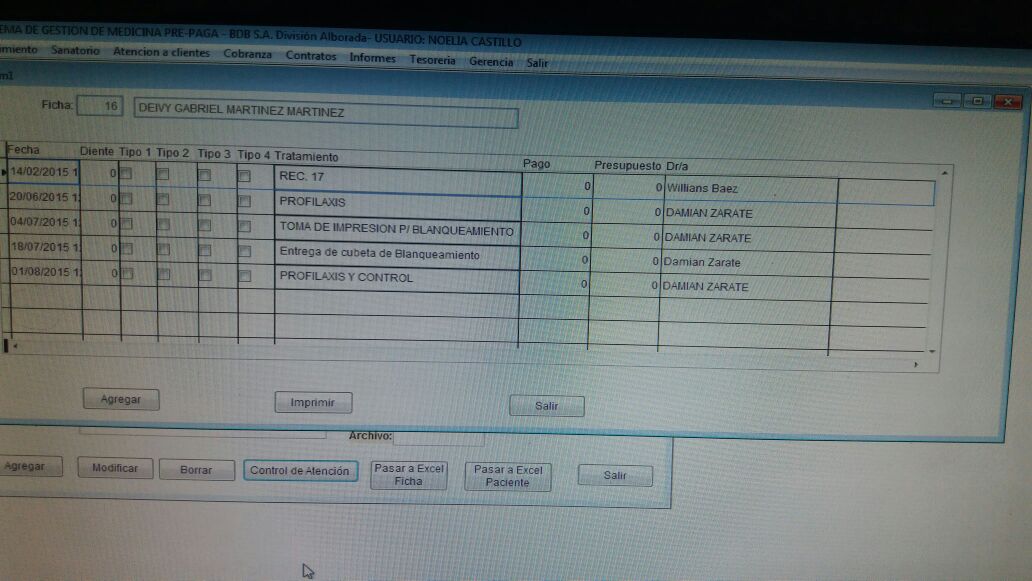 EMA DE GESTION DE MEDICINA PRE-PAGA - BDB S.A. División Alborada- USUARIO: NOELIA CASTILLO
imiento Sanatorio Atencion a clientes Cobranza Contratos Informes Tesoreria Gerencia Salir
m1
Ficha: 16 DEIVY GABRIEL MARTINEZ MARTINEZ
Fecha Diente Tipo 1 Tipo 2 Tipo 3 Tipo 4 Tratamiento Pago Presupuesto Dr/a
14/02/2015 1 0 REC. 17 0 0 Willians Baez
20/06/2015 1 0 PROFILAXIS 0 0 DAMIAN ZARATE
04/07/2015 1 0 TOMA DE IMPRESION P/ BLANQUEAMIENTO 0 0 DAMIAN ZARATE
18/07/2015 1 0 Entrega de cubeta de Blanqueamiento 0 0 Damian Zarate
01/08/2015 1 0 PROFILAXIS Y CONTROL 0 0 DAMIAN ZARATE
Agregar Imprimir Salir
Archivo:
Agregar Modificar Borrar Control de Atención Pasar a Excel Ficha Pasar a Excel Paciente Salir